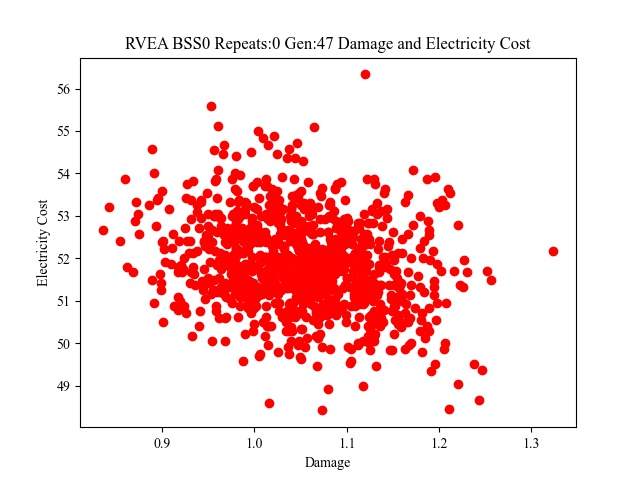 RVEA BSS0 Repeats:0 Gen:47 Damage and Electricity Cost
56
55
54
53
52
51
50
49
Electricity Cost
0.9 1.0 1.1 1.2 1.3
Damage